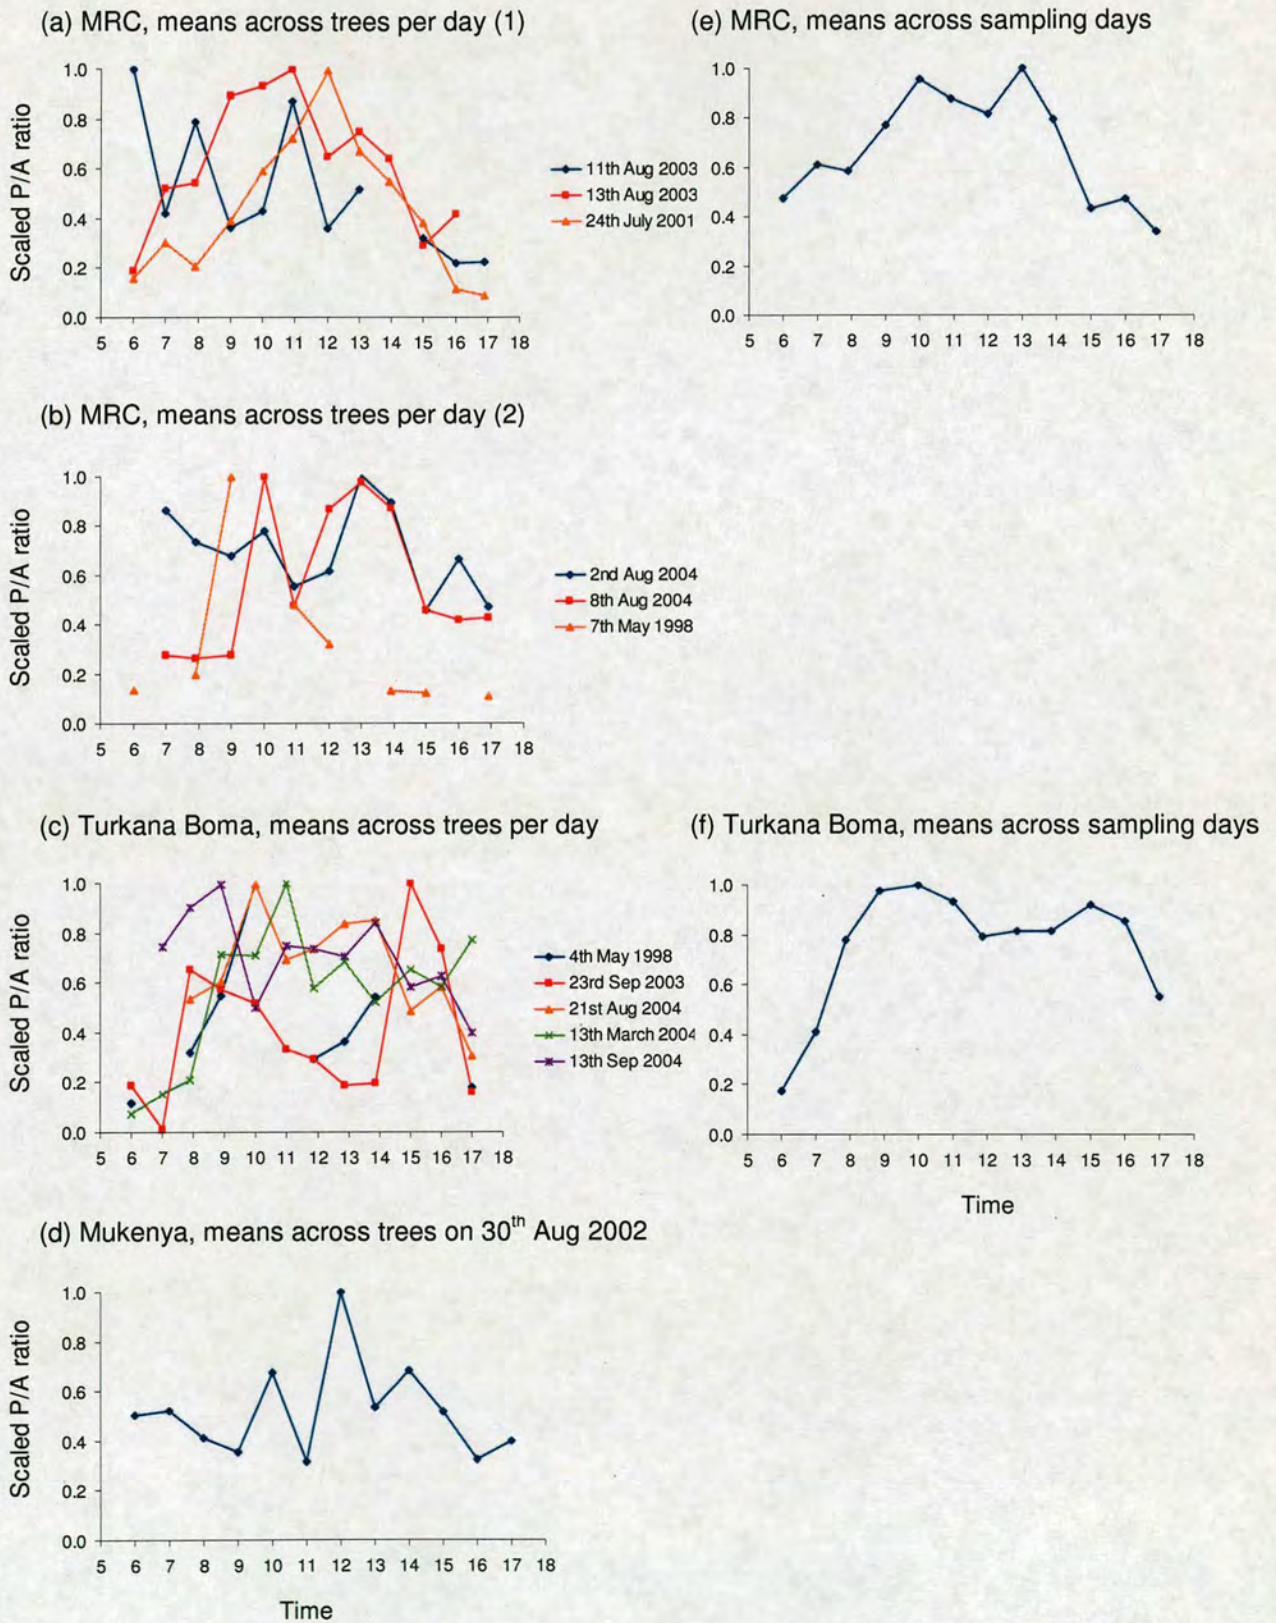 (a) MRC, means across trees per day (1)
Scaled P/A ratio
1.0
0.8
0.6
0.4
0.2
0.0
5 6 7 8 9 10 11 12 13 14 15 16 17 18
11th Aug 2003
13th Aug 2003
24th July 2001
(e) MRC, means across sampling days
1.0
0.8
0.6
0.4
0.2
0.0
5 6 7 8 9 10 11 12 13 14 15 16 17 18
(b) MRC, means across trees per day (2)
Scaled P/A ratio
1.0
0.8
0.6
0.4
0.2
0.0
5 6 7 8 9 10 11 12 13 14 15 16 17 18
2nd Aug 2004
8th Aug 2004
7th May 1998
(c) Turkana Boma, means across trees per day
Scaled P/A ratio
1.0
0.8
0.6
0.4
0.2
0.0
5 6 7 8 9 10 11 12 13 14 15 16 17 18
4th May 1998
23rd Sep 2003
21st Aug 2004
13th March 2004
13th Sep 2004
(f) Turkana Boma, means across sampling days
1.0
0.8
0.6
0.4
0.2
0.0
5 6 7 8 9 10 11 12 13 14 15 16 17 18
Time
(d) Mukenya, means across trees on 30th Aug 2002
Scaled P/A ratio
1.0
0.8
0.6
0.4
0.2
0.0
5 6 7 8 9 10 11 12 13 14 15 16 17 18
Time